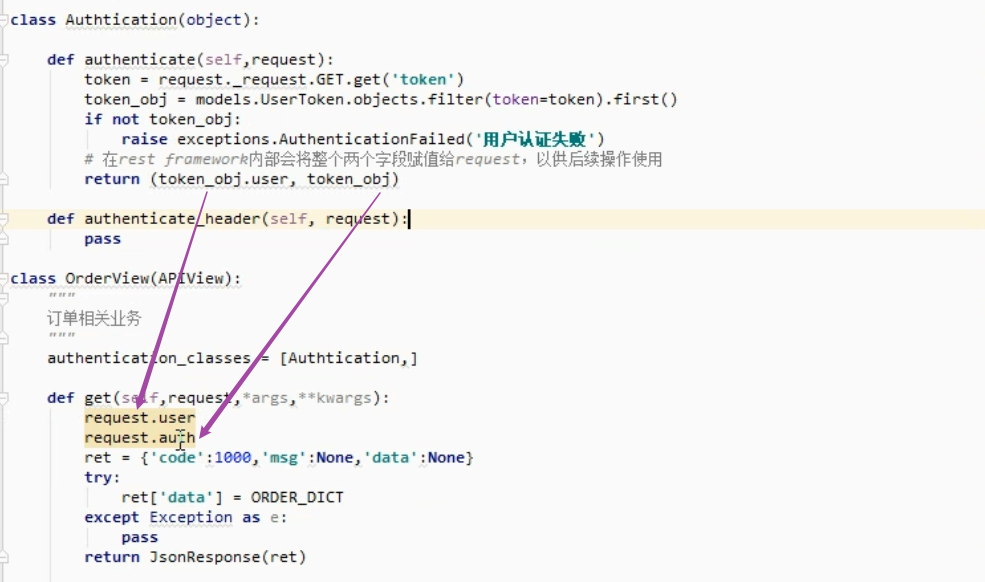 class Authtication(object):
def authenticate(self,request):
token = request._request.GET.get('token')
token_obj = models.UserToken.objects.filter(token=token).first()
if not token_obj:
raise exceptions.AuthenticationFailed('用户认证失败')
# 在rest framework内部会将整个两个字段赋值给request，以供后续操作使用
return (token_obj.user, token_obj)
def authenticate_header(self, request):
pass
class OrderView(APIView):
"""
订单相关业务
"""
authentication_classes = [Authtication,]
def get(self,request,*args,**kwargs):
request.user
request.auth
ret = {'code':1000,'msg':None,'data':None}
try:
ret['data'] = ORDER_DICT
except Exception as e:
pass
return JsonResponse(ret)